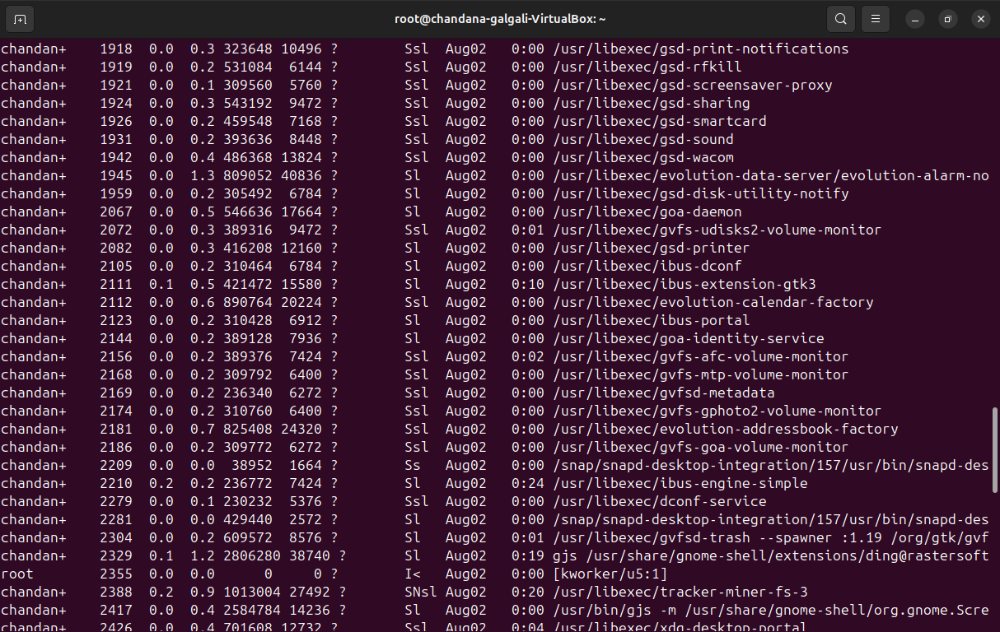 root@chandana-galgali-VirtualBox: ~
chandan+    1918  0.0  0.3 323648 10496 ?        Ssl  Aug02   0:00 /usr/libexec/gsd-print-notifications
chandan+    1919  0.0  0.2 531084  6144 ?        Ssl  Aug02   0:00 /usr/libexec/gsd-rfkill
chandan+    1921  0.0  0.1 309560  5760 ?        Ssl  Aug02   0:00 /usr/libexec/gsd-screensaver-proxy
chandan+    1924  0.0  0.3 543192  9472 ?        Ssl  Aug02   0:00 /usr/libexec/gsd-sharing
chandan+    1926  0.0  0.2 459548  7168 ?        Ssl  Aug02   0:00 /usr/libexec/gsd-smartcard
chandan+    1931  0.0  0.2 393636  8448 ?        Ssl  Aug02   0:00 /usr/libexec/gsd-sound
chandan+    1942  0.0  0.4 486368 13824 ?        Ssl  Aug02   0:00 /usr/libexec/gsd-wacom
chandan+    1945  0.0  1.3 809052 40836 ?        Sl   Aug02   0:00 /usr/libexec/evolution-data-server/evolution-alarm-no
chandan+    1959  0.0  0.2 305492  6784 ?        Sl   Aug02   0:00 /usr/libexec/gsd-disk-utility-notify
chandan+    2067  0.0  0.5 546636 17664 ?        Sl   Aug02   0:00 /usr/libexec/goa-daemon
chandan+    2072  0.0  0.3 389316  9472 ?        Ssl  Aug02   0:01 /usr/libexec/gvfs-udisks2-volume-monitor
chandan+    2082  0.0  0.3 416208 12160 ?        Sl   Aug02   0:00 /usr/libexec/gsd-printer
chandan+    2105  0.0  0.2 310464  6784 ?        Sl   Aug02   0:00 /usr/libexec/ibus-dconf
chandan+    2111  0.1  0.5 421472 15580 ?        Sl   Aug02   0:10 /usr/libexec/ibus-extension-gtk3
chandan+    2112  0.0  0.6 890764 20224 ?        Ssl  Aug02   0:00 /usr/libexec/evolution-calendar-factory
chandan+    2123  0.0  0.2 310428  6912 ?        Sl   Aug02   0:00 /usr/libexec/ibus-portal
chandan+    2144  0.0  0.2 389128  7936 ?        Sl   Aug02   0:00 /usr/libexec/goa-identity-service
chandan+    2156  0.0  0.2 389376  7424 ?        Ssl  Aug02   0:02 /usr/libexec/gvfs-afc-volume-monitor
chandan+    2168  0.0  0.2 309792  6400 ?        Ssl  Aug02   0:00 /usr/libexec/gvfs-mtp-volume-monitor
chandan+    2169  0.0  0.2 236340  6272 ?        Ssl  Aug02   0:00 /usr/libexec/gvfsd-metadata
chandan+    2174  0.0  0.2 310760  6400 ?        Ssl  Aug02   0:00 /usr/libexec/gvfs-gphoto2-volume-monitor
chandan+    2181  0.0  0.7 825408 24320 ?        Ssl  Aug02   0:00 /usr/libexec/evolution-addressbook-factory
chandan+    2186  0.0  0.2 309772  6272 ?        Ssl  Aug02   0:00 /usr/libexec/gvfs-goa-volume-monitor
chandan+    2209  0.0  0.0  38952  1664 ?        Ss   Aug02   0:00 /snap/snapd-desktop-integration/157/usr/bin/snapd-des
chandan+    2210  0.2  0.2 236772  7424 ?        Sl   Aug02   0:24 /usr/libexec/ibus-engine-simple
chandan+    2279  0.0  0.1 230232  5376 ?        Ssl  Aug02   0:00 /usr/libexec/dconf-service
chandan+    2281  0.0  0.0 429440  2572 ?        Sl   Aug02   0:00 /snap/snapd-desktop-integration/157/usr/bin/snapd-des
chandan+    2304  0.0  0.2 609572  8576 ?        Sl   Aug02   0:01 /usr/libexec/gvfsd-trash --spawner :1.19 /org/gtk/gvf
chandan+    2329  0.1  1.2 2806280 38740 ?       Sl   Aug02   0:19 gjs /usr/share/gnome-shell/extensions/ding@rastersoft
root        2355  0.0  0.0      0     0 ?        I<   Aug02   0:00 [kworker/u5:1]
chandan+    2388  0.2  0.9 1013004 27492 ?       SNsl Aug02   0:20 /usr/libexec/tracker-miner-fs-3
chandan+    2417  0.0  0.4 2584784 14236 ?       Sl   Aug02   0:00 /usr/bin/gjs -m /usr/share/gnome-shell/org.gnome.Scre
chandan+    2426  0.0  0.4 701608 12732 ?        Ssl  Aug02   0:04 /usr/libexec/xdg-desktop-portal